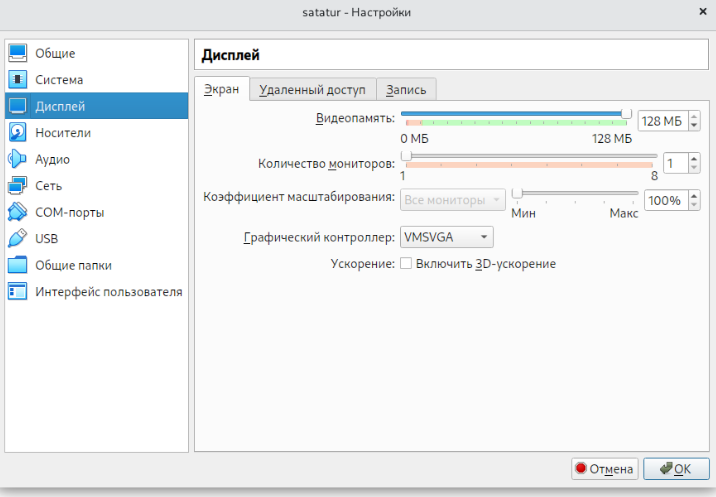 satatur - Настройки
×
Общие
Система
Дисплей
Носители
Аудио
Сеть
COM-порты
USB
Общие папки
Интерфейс пользователя
Дисплей
Экран
Удаленный доступ
Запись
Видеопамять:
128 МБ
0 МБ
128 МБ
Количество мониторов:
1
1
8
Коэффициент масштабирования:
Все мониторы
100%
Мин
Макс
Графический контроллер:
VMSVGA
Ускорение:
Включить 3D-ускорение
Отмена
OK